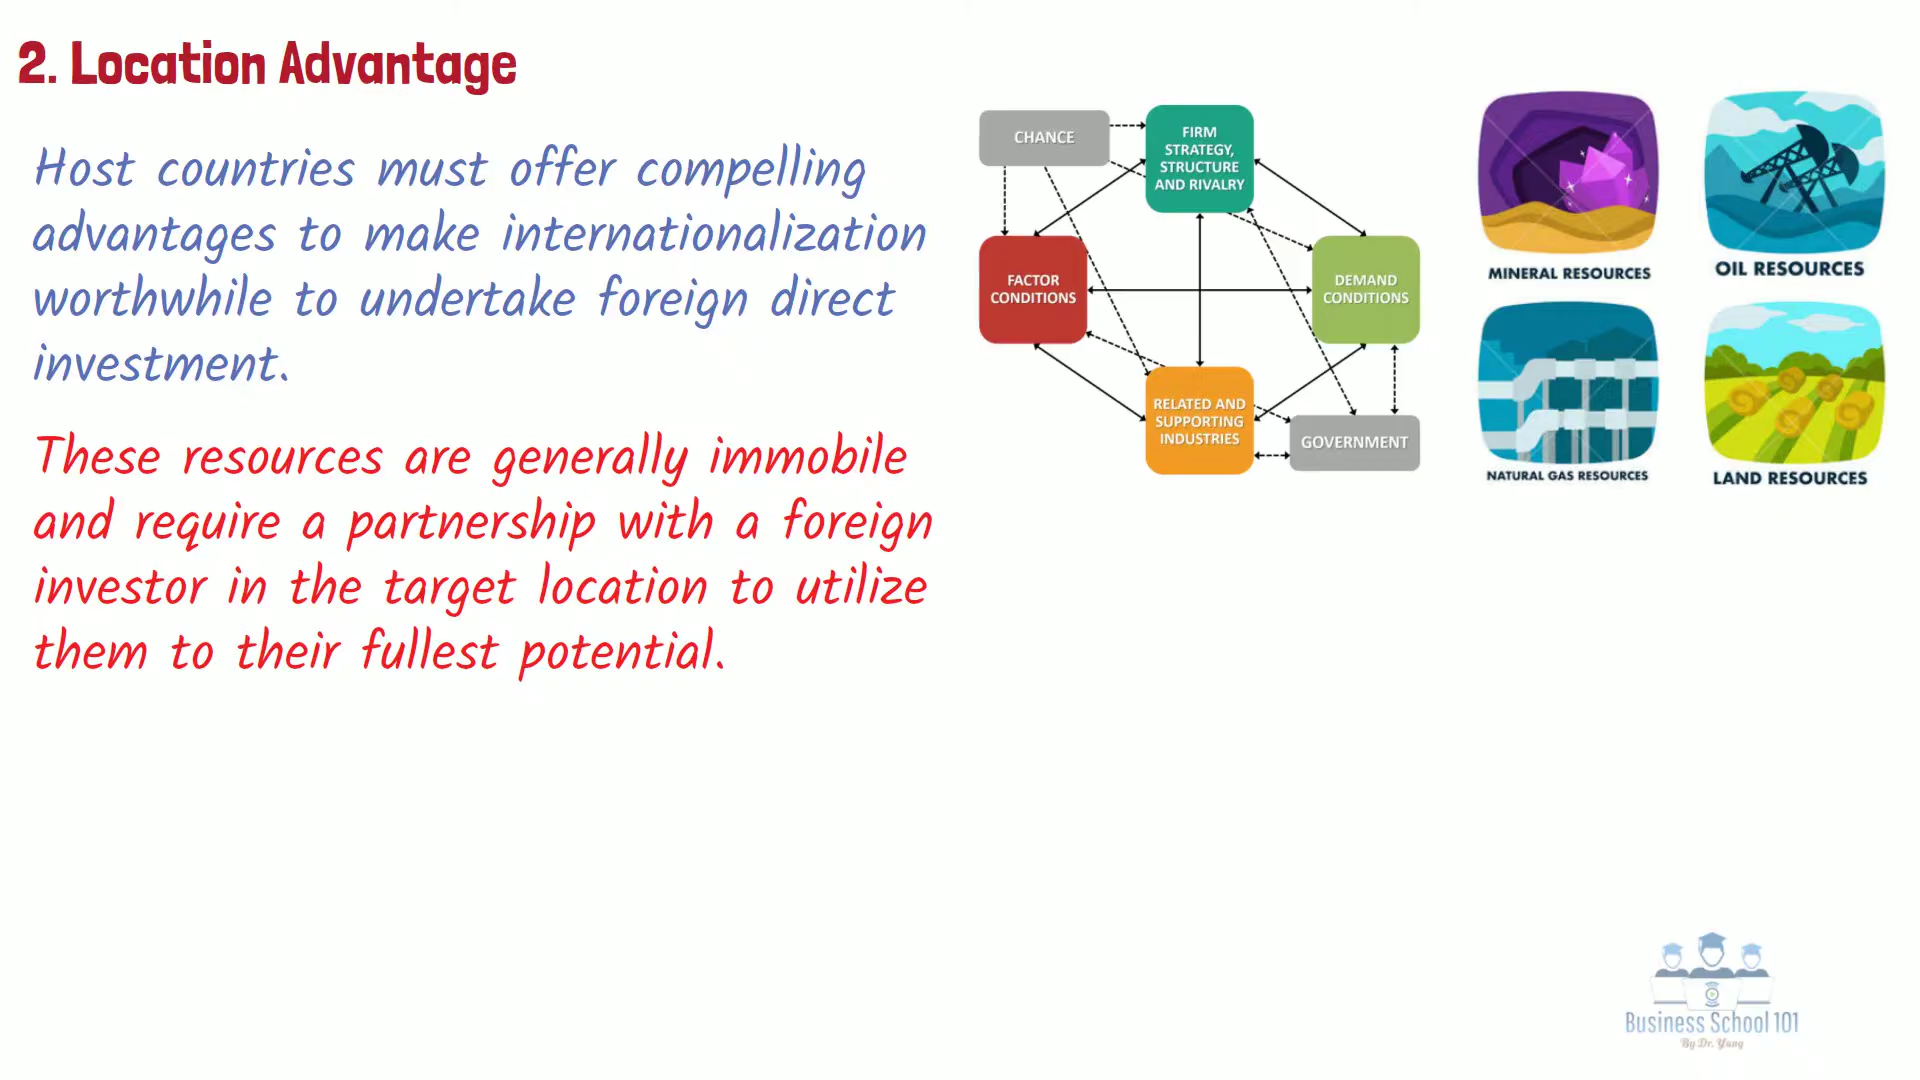 2. Location Advantage
Host countries must offer compelling
advantages to make internationalization
worthwhile to undertake foreign direct
investment.
These resources are generally immobile
and require a partnership with a foreign
investor in the target location to utilize
them to their fullest potential.
CHANCE
FIRM
STRATEGY,
STRUCTURE
AND RIVALRY
FACTOR
CONDITIONS
DEMAND
CONDITIONS
RELATED AND
SUPPORTING
INDUSTRIES
GOVERNMENT
MINERAL RESOURCES
OIL RESOURCES
NATURAL GAS RESOURCES
LAND RESOURCES
Business School 101
By Dr. Yang